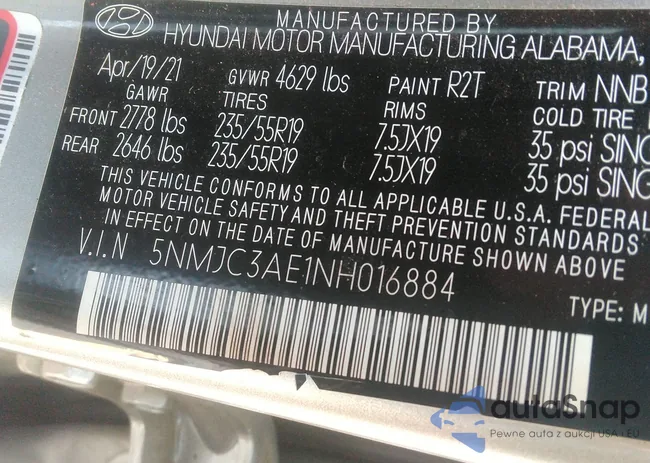 MANUFACTURED BY
HYUNDAI MOTOR MANUFACTURING ALABAMA,
Apr/19/21 GVWR 4629 lbs PAINT R2T TRIM NNB
GAWR TIRES RIMS COLD TIRE
FRONT 2778 lbs 235/55R19 7.5JX19 35 psi SING
REAR 2646 lbs 235/55R19 7.5JX19 35 psi SING
THIS VEHICLE CONFORMS TO ALL APPLICABLE U.S.A. FEDERAL
MOTOR VEHICLE SAFETY AND THEFT PREVENTION STANDARDS
IN EFFECT ON THE DATE OF MANUFACTURE SHOWN ABOVE
V.I.N 5NMJC3AE1NH016884
TYPE: M
autoSnap
Pewne auta z aukcji USA i EU